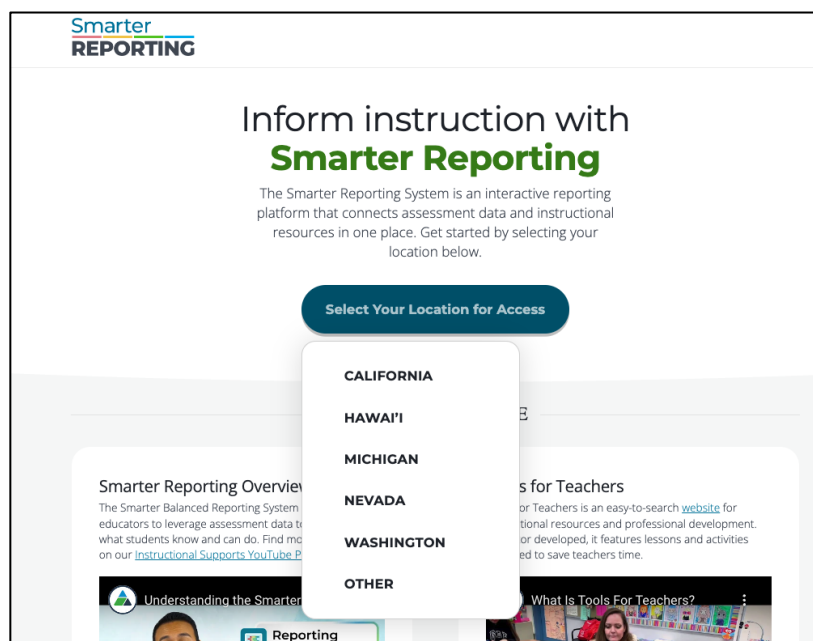 Smarter
REPORTING
Inform instruction with
Smarter Reporting
The Smarter Reporting System is an interactive reporting
platform that connects assessment data and instructional
resources in one place. Get started by selecting your
location below.
Select Your Location for Access
CALIFORNIA
HAWAI'I
MICHIGAN
NEVADA
WASHINGTON
OTHER
E
Smarter Reporting Overview
The Smarter Balanced Reporting System
educators to leverage assessment data to
what students know and can do. Find mo
on our Instructional Supports YouTube P
s for Teachers
or Teachers is an easy-to-search website for
tional resources and professional development.
or developed, it features lessons and activities
ed to save teachers time.
Understanding the Smarter
Reporting
What Is Tools For Teachers?